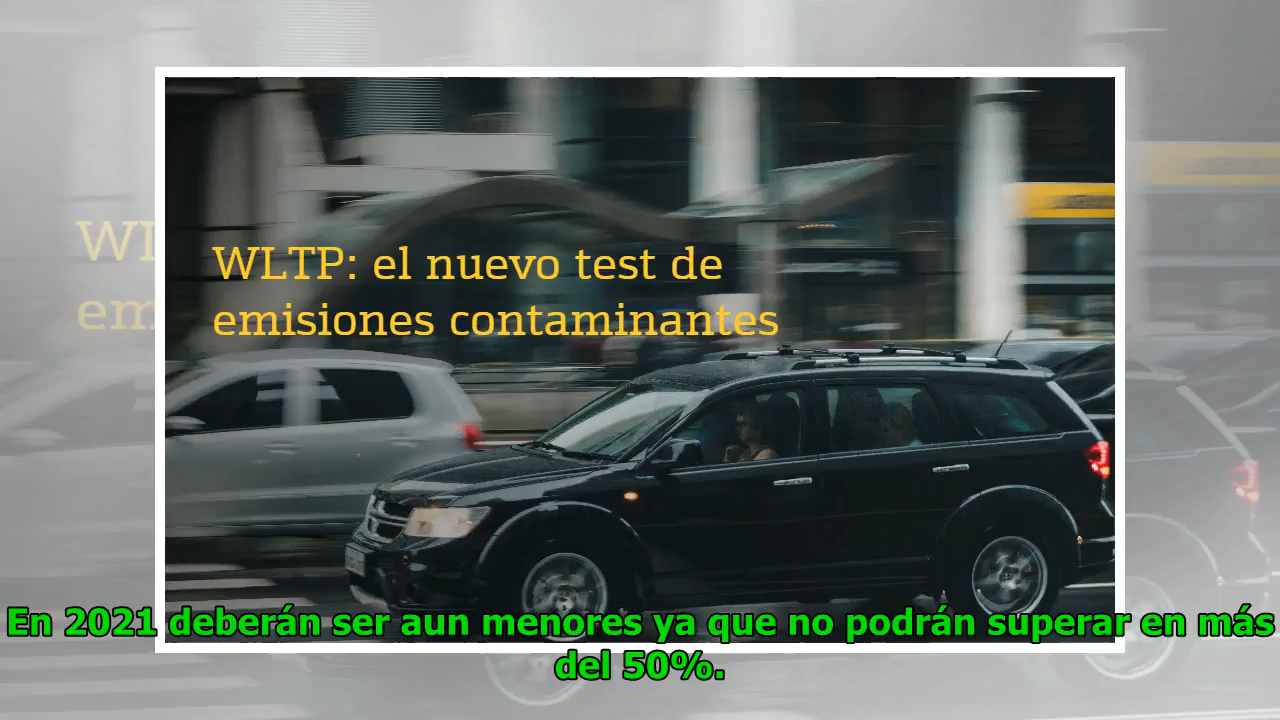 WLTP: el nuevo test de
emisiones contaminantes
En 2021 deberán ser aun menores ya que no podrán superar en más
del 50%.